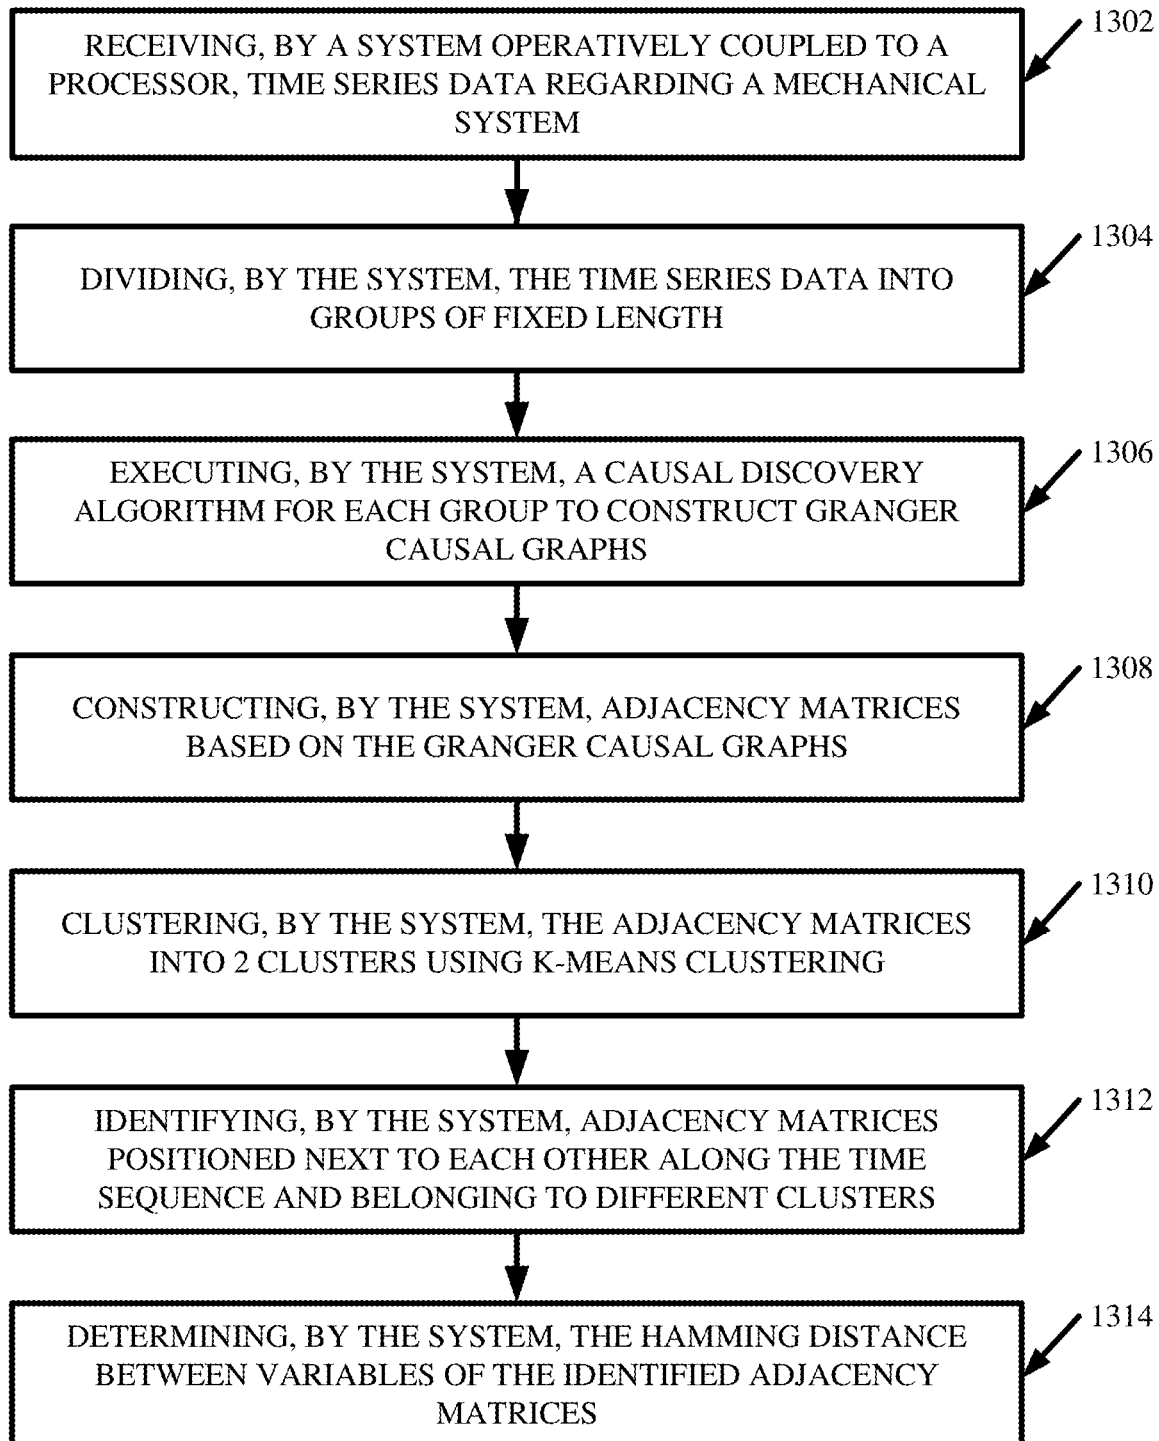 RECEIVING, BY A SYSTEM OPERATIVELY COUPLED TO A
PROCESSOR, TIME SERIES DATA REGARDING A MECHANICAL
SYSTEM
1302
DIVIDING, BY THE SYSTEM, THE TIME SERIES DATA INTO
GROUPS OF FIXED LENGTH
1304
EXECUTING, BY THE SYSTEM, A CAUSAL DISCOVERY
ALGORITHM FOR EACH GROUP TO CONSTRUCT GRANGER
CAUSAL GRAPHS
1306
CONSTRUCTING, BY THE SYSTEM, ADJACENCY MATRICES
BASED ON THE GRANGER CAUSAL GRAPHS
1308
CLUSTERING, BY THE SYSTEM, THE ADJACENCY MATRICES
INTO 2 CLUSTERS USING K-MEANS CLUSTERING
1310
IDENTIFYING, BY THE SYSTEM, ADJACENCY MATRICES
POSITIONED NEXT TO EACH OTHER ALONG THE TIME
SEQUENCE AND BELONGING TO DIFFERENT CLUSTERS
1312
DETERMINING, BY THE SYSTEM, THE HAMMING DISTANCE
BETWEEN VARIABLES OF THE IDENTIFIED ADJACENCY
MATRICES
1314